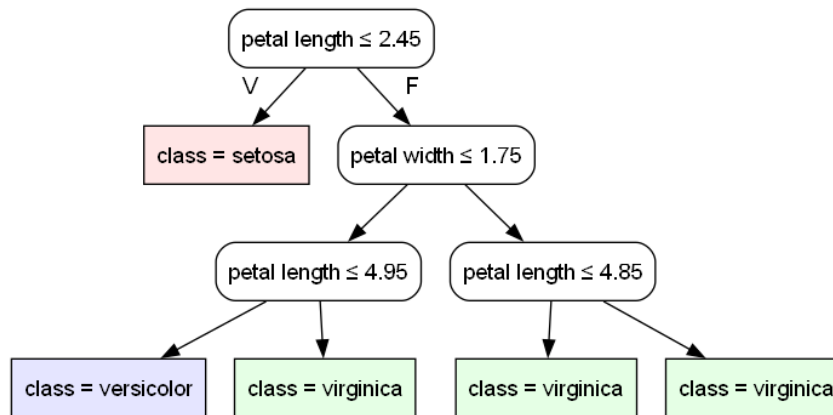 petal length ≤ 2.45
V
F
class = setosa
petal width ≤ 1.75
petal length ≤ 4.95
petal length ≤ 4.85
class = versicolor
class = virginica
class = virginica
class = virginica